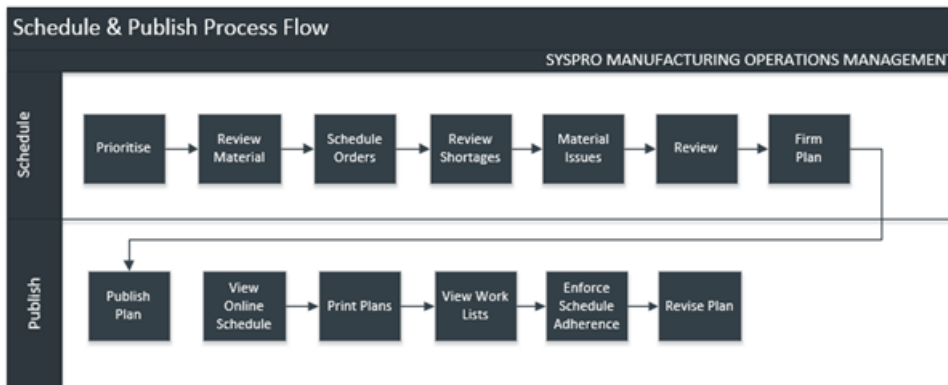 Schedule & Publish Process Flow
SYSPRO MANUFACTURING OPERATIONS MANAGEMENT
Schedule
Prioritise
Review
Material
Schedule
Orders
Review
Shortages
Material
Issues
Review
Firm
Plan
Publish
Publish
Plan
View
Online
Schedule
Print Plans
View Work
Lists
Enforce
Schedule
Adherence
Revise Plan